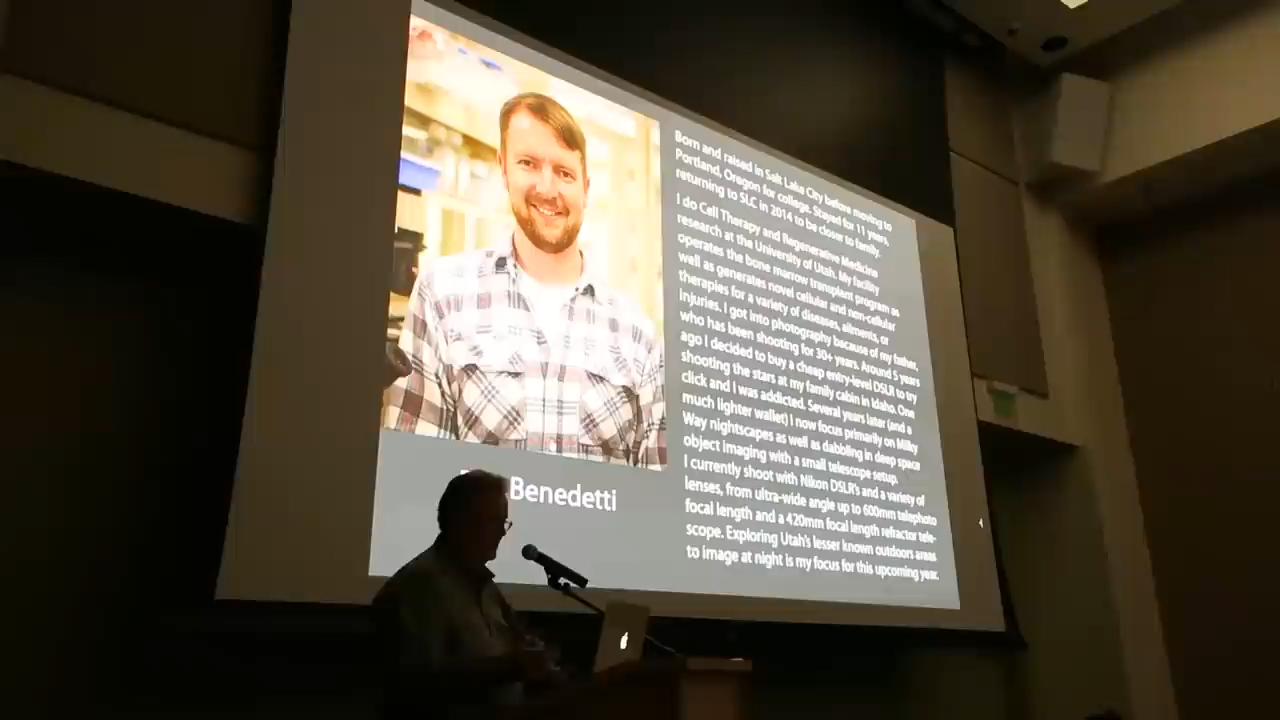 Born and raised in Salt Lake City before moving to
Portland, Oregon for college. Stayed for 11 years,
returning to SLC in 2014 to be closer to family.
I do Cell Therapy and Regenerative Medicine
research at the University of Utah. My facility
operates the bone marrow transplant program as
well as generates novel cellular and non-cellular
therapies for a variety of diseases, ailments, or
injuries. I got into photography because of my father,
who has been shooting for 30+ years. Around 5 years
ago I decided to buy a cheap entry-level DSLR to try
shooting the stars at my family cabin in Idaho. One
click and I was addicted. Several years later (and a
much lighter wallet) I now focus primarily on Milky
Way nightscapes as well as dabbling in deep space
object imaging with a small telescope setup.
I currently shoot with Nikon DSLR's and a variety of
lenses, from ultra-wide angle up to 600mm telephoto
focal length and a 420mm focal length refractor tele-
scope. Exploring Utah's lesser known outdoors areas
to image at night is my focus for this upcoming year.
Benedetti